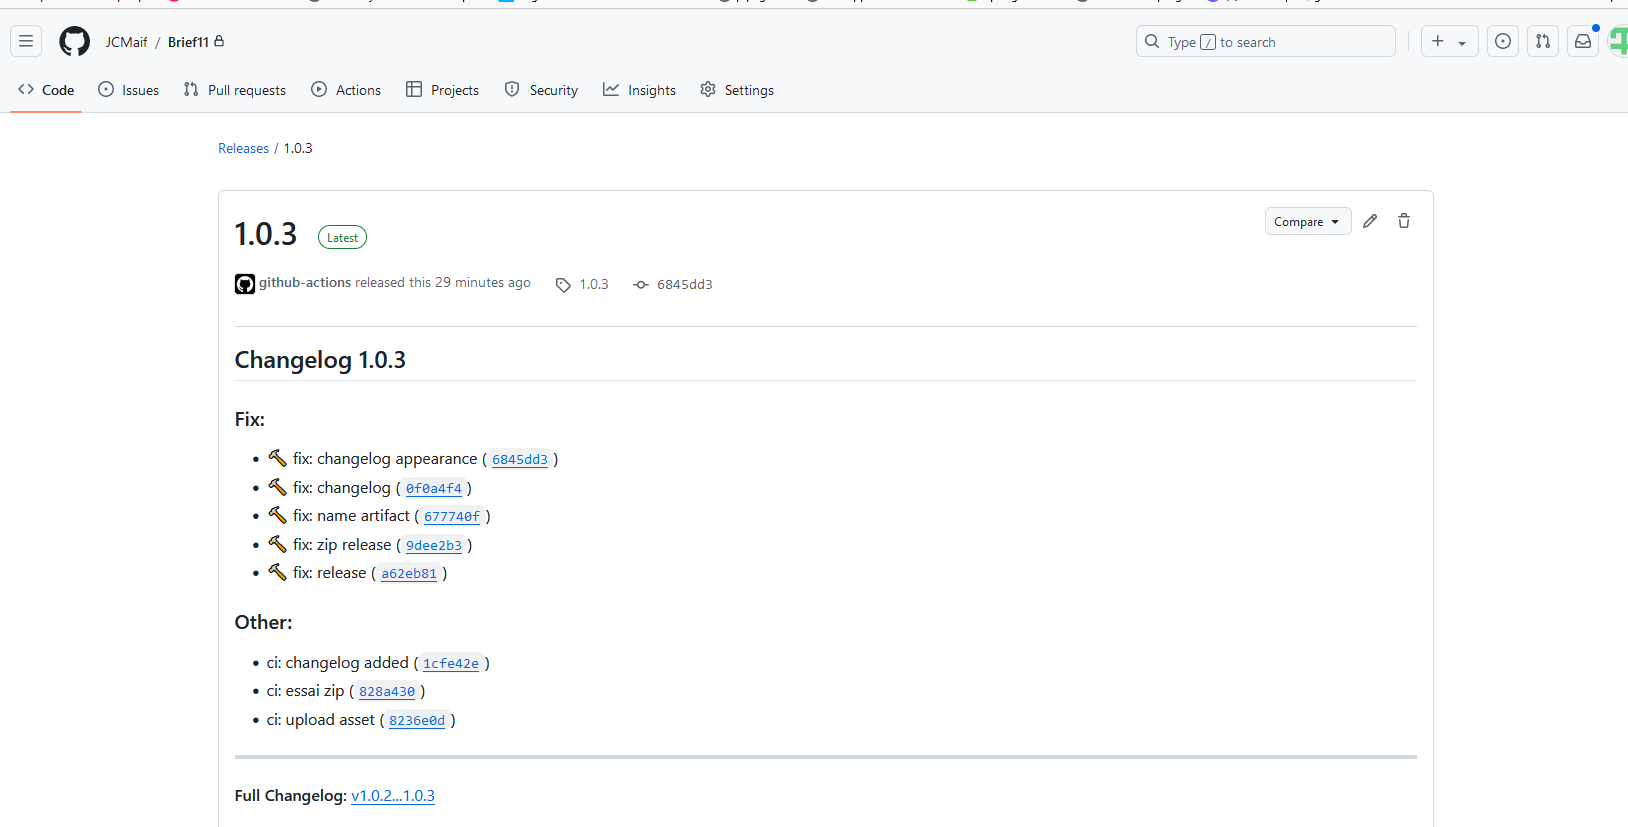 JCMaif / Brief11
Type / to search
Code Issues Pull requests Actions Projects Security Insights Settings
Releases / 1.0.3
1.0.3 Latest
Compare
github-actions released this 29 minutes ago 1.0.3 6845dd3
Changelog 1.0.3
Fix:
fix: changelog appearance ( 6845dd3 )
fix: changelog ( 0f0a4f4 )
fix: name artifact ( 677740f )
fix: zip release ( 9dee2b3 )
fix: release ( a62eb81 )
Other:
ci: changelog added ( 1cfe42e )
ci: essai zip ( 828a430 )
ci: upload asset ( 8236e0d )
Full Changelog: v1.0.2...1.0.3